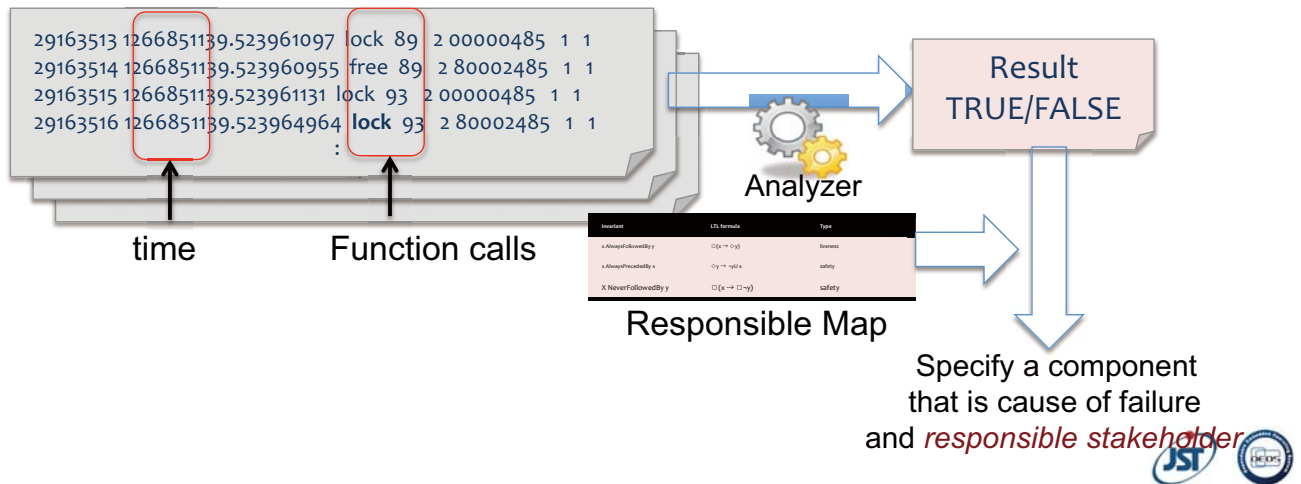 29163513 1266851139.523961097 lock 89 2 00000485 1 1
29163514 1266851139.523960955 free 89 2 80002485 1 1
29163515 1266851139.523961131 lock 93 2 00000485 1 1
29163516 1266851139.523964964 lock 93 2 80002485 1 1
:
time
Function calls
Analyzer
Result
TRUE/FALSE
Invariant LTL formula Type
x AlwaysFollowedBy y □(x → ◇y) liveness
x AlwaysPrecededBy x ◇y → ¬yU x safety
X NeverFollowedBy y □(x → □¬y) safety
Responsible Map
Specify a component
that is cause of failure
and responsible stakeholder
JST
DEOS